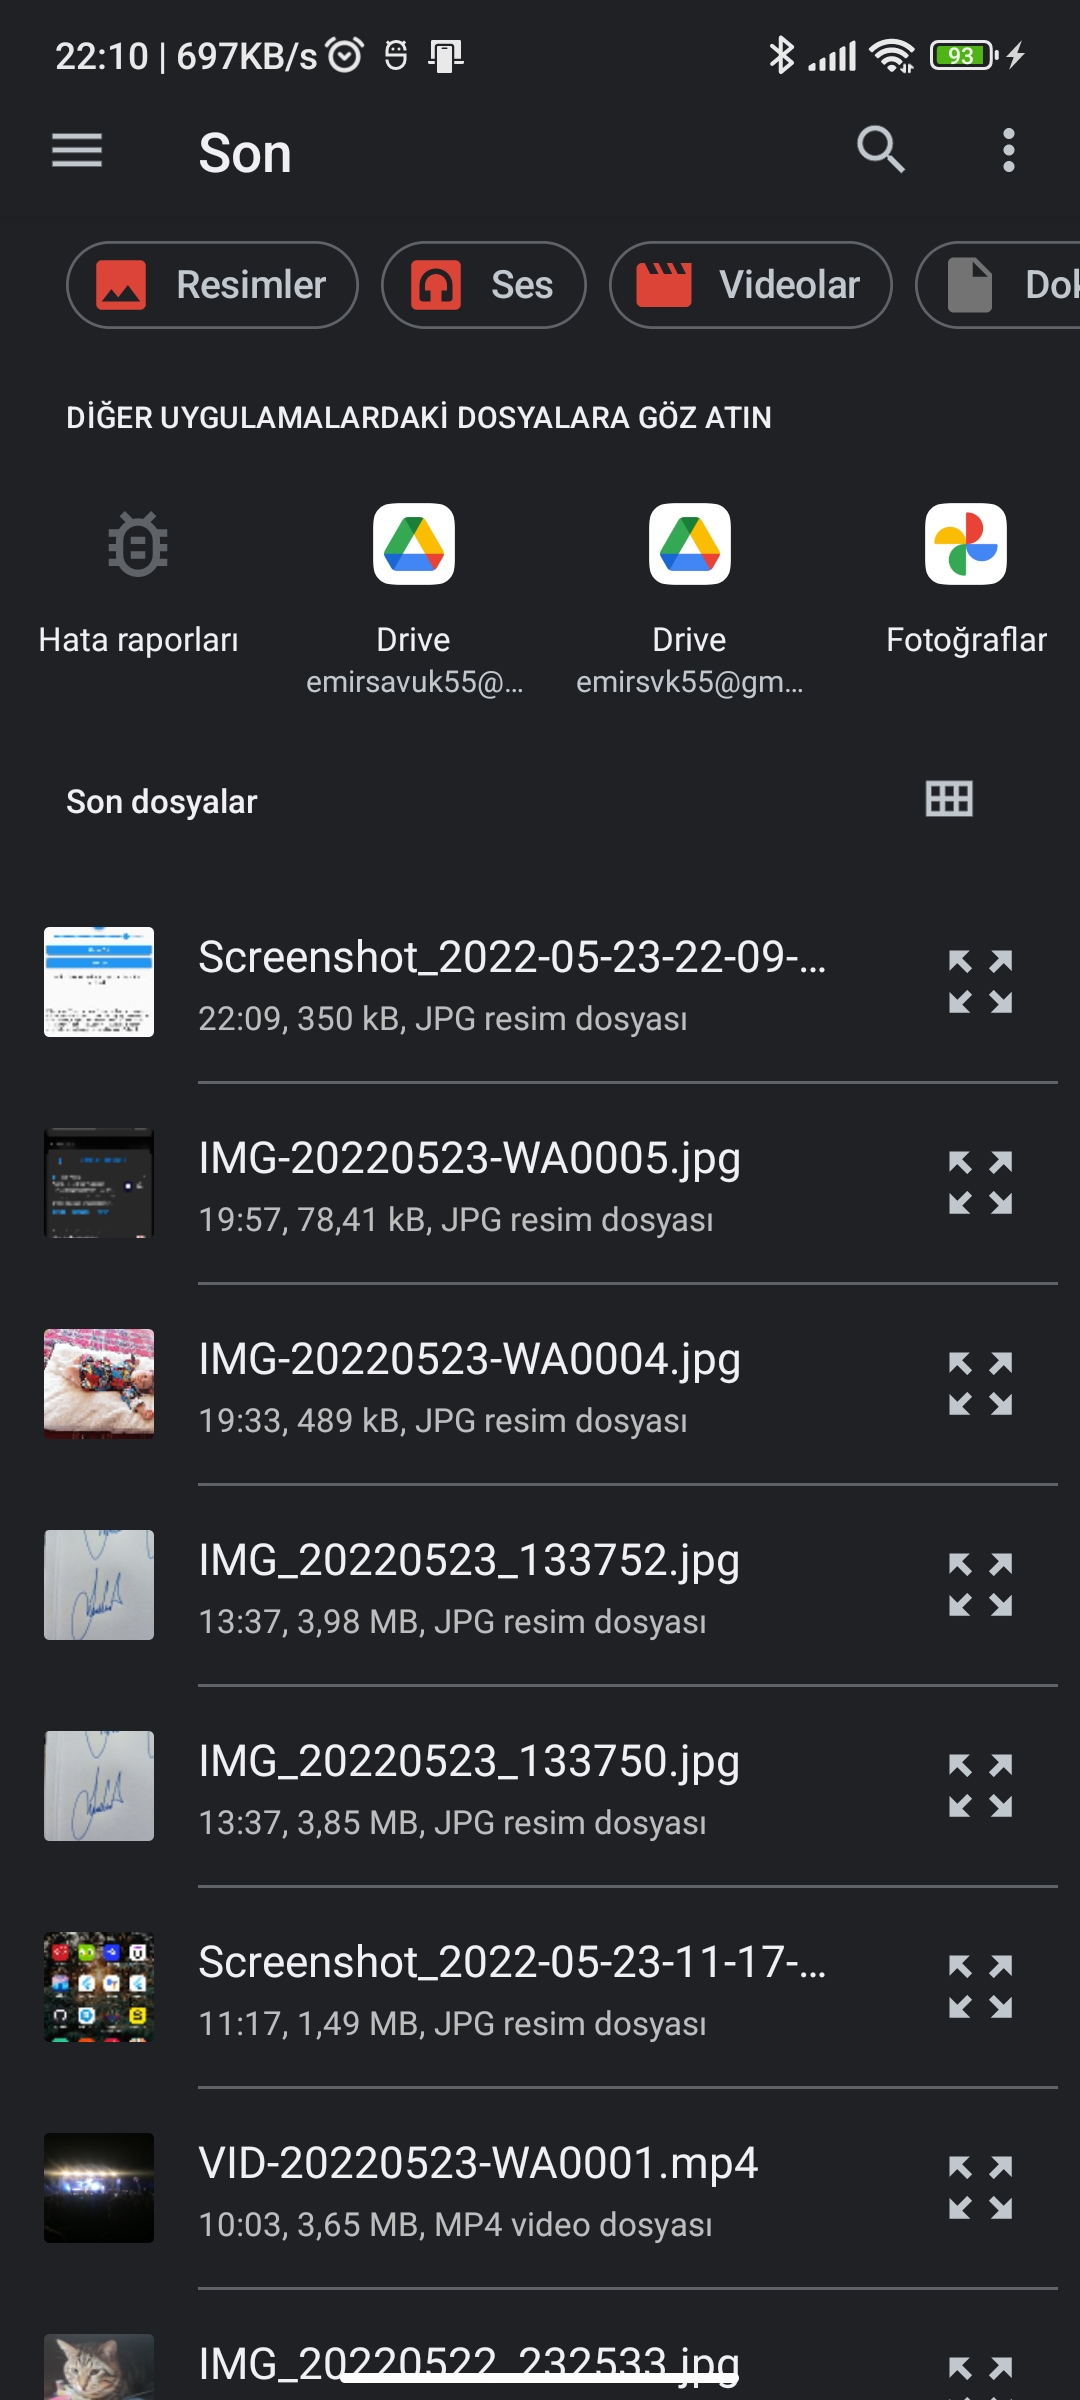 22:10 | 697KB/s
93
Son
Resimler
Ses
Videolar
Dok
DİĞER UYGULAMALARDAKİ DOSYALARA GÖZ ATIN
Hata raporları
Drive
emirsavuk55@...
Drive
emirsvk55@gm...
Fotoğraflar
Son dosyalar
Screenshot_2022-05-23-22-09-...
22:09, 350 kB, JPG resim dosyası
IMG-20220523-WA0005.jpg
19:57, 78,41 kB, JPG resim dosyası
IMG-20220523-WA0004.jpg
19:33, 489 kB, JPG resim dosyası
IMG_20220523_133752.jpg
13:37, 3,98 MB, JPG resim dosyası
IMG_20220523_133750.jpg
13:37, 3,85 MB, JPG resim dosyası
Screenshot_2022-05-23-11-17-...
11:17, 1,49 MB, JPG resim dosyası
VID-20220523-WA0001.mp4
10:03, 3,65 MB, MP4 video dosyası
IMG_20220522_232533.jpg